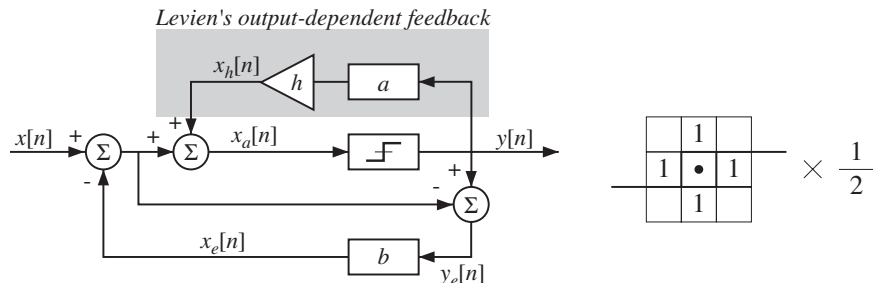 Levien's output-dependent feedback
x_h[n]
h
a
+
x[n]
+
Σ
+
Σ
x_a[n]
y[n]
-
+
-
Σ
x_e[n]
b
y_e[n]
1
1 • 1
1
× 1/2